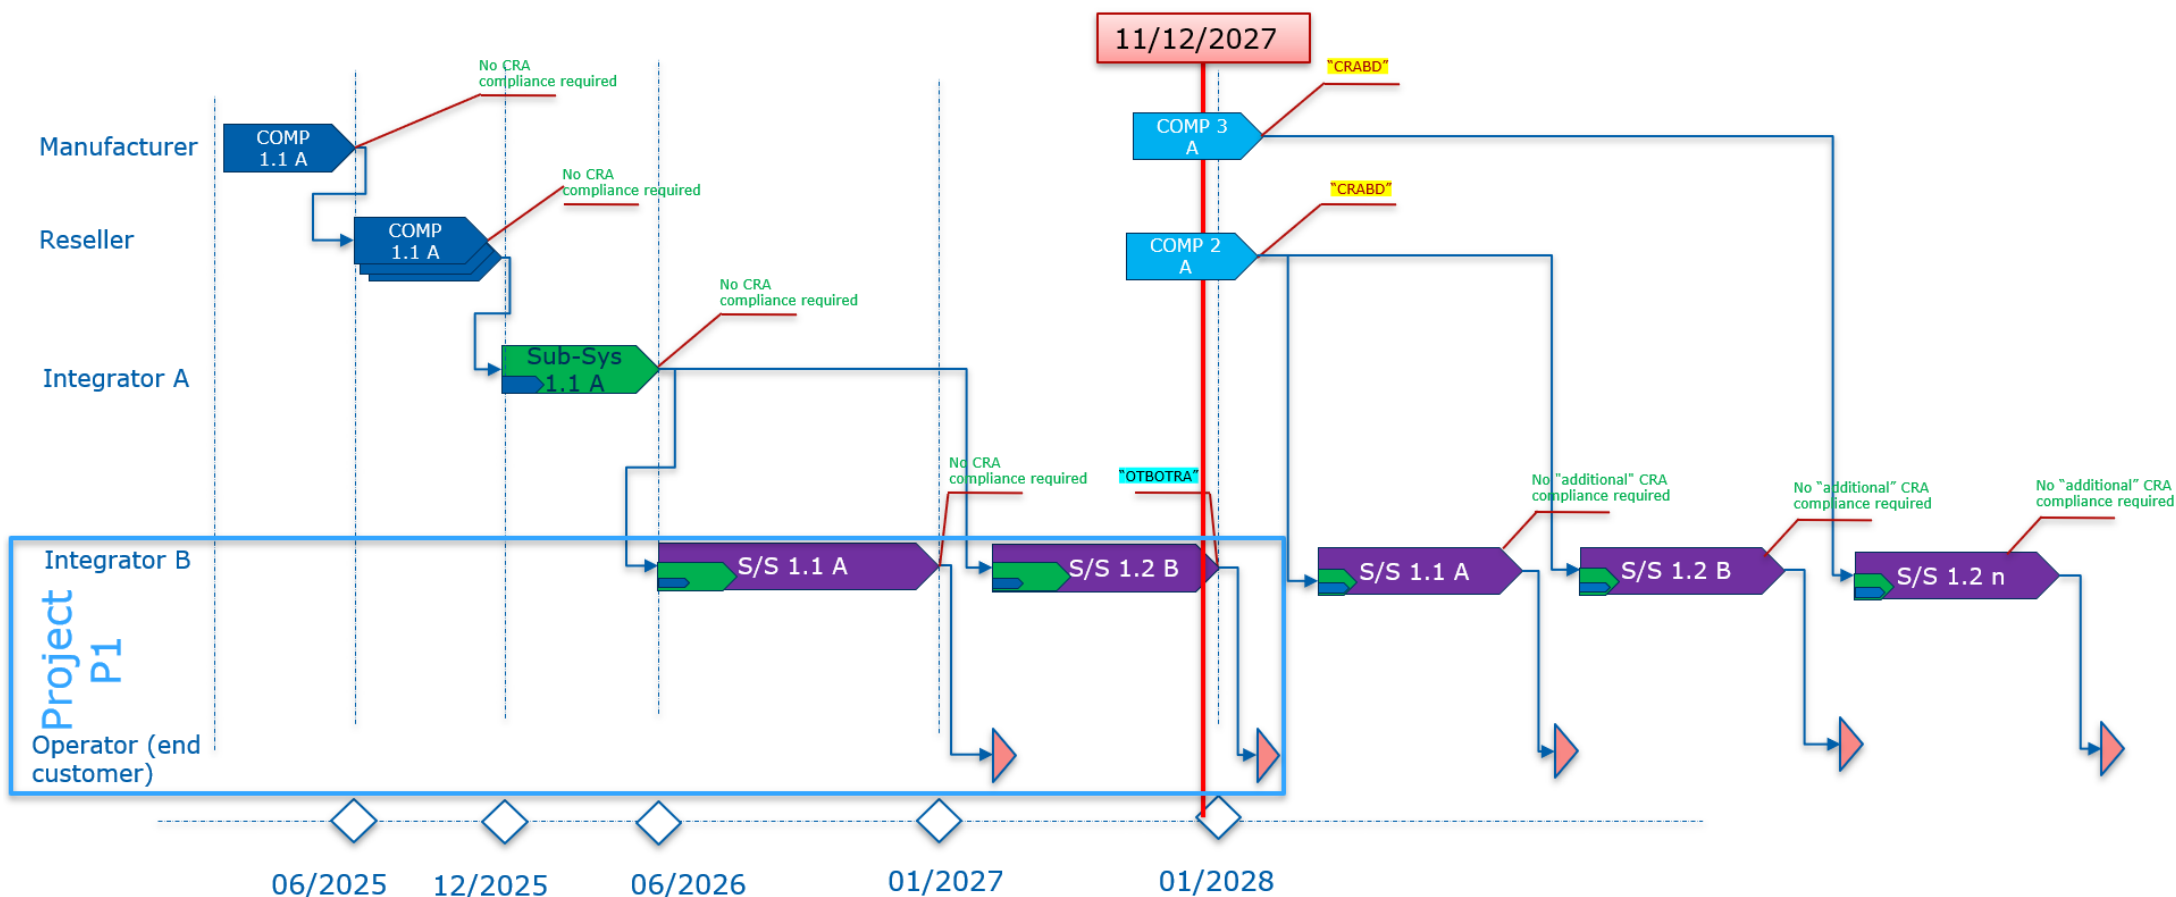 11/12/2027
No CRA
compliance required
"CRABD"
Manufacturer
COMP
1.1 A
COMP 3
A
No CRA
compliance required
"CRABD"
Reseller
COMP
1.1 A
COMP 2
A
No CRA
compliance required
Integrator A
Sub-Sys
1.1 A
No CRA
compliance required
"OTBOTRA"
No "additional" CRA
compliance required
No "additional" CRA
compliance required
No "additional" CRA
compliance required
Integrator B
S/S 1.1 A
S/S 1.2 B
S/S 1.1 A
S/S 1.2 B
S/S 1.2 n
Project
P1
Operator (end
customer)
06/2025
12/2025
06/2026
01/2027
01/2028